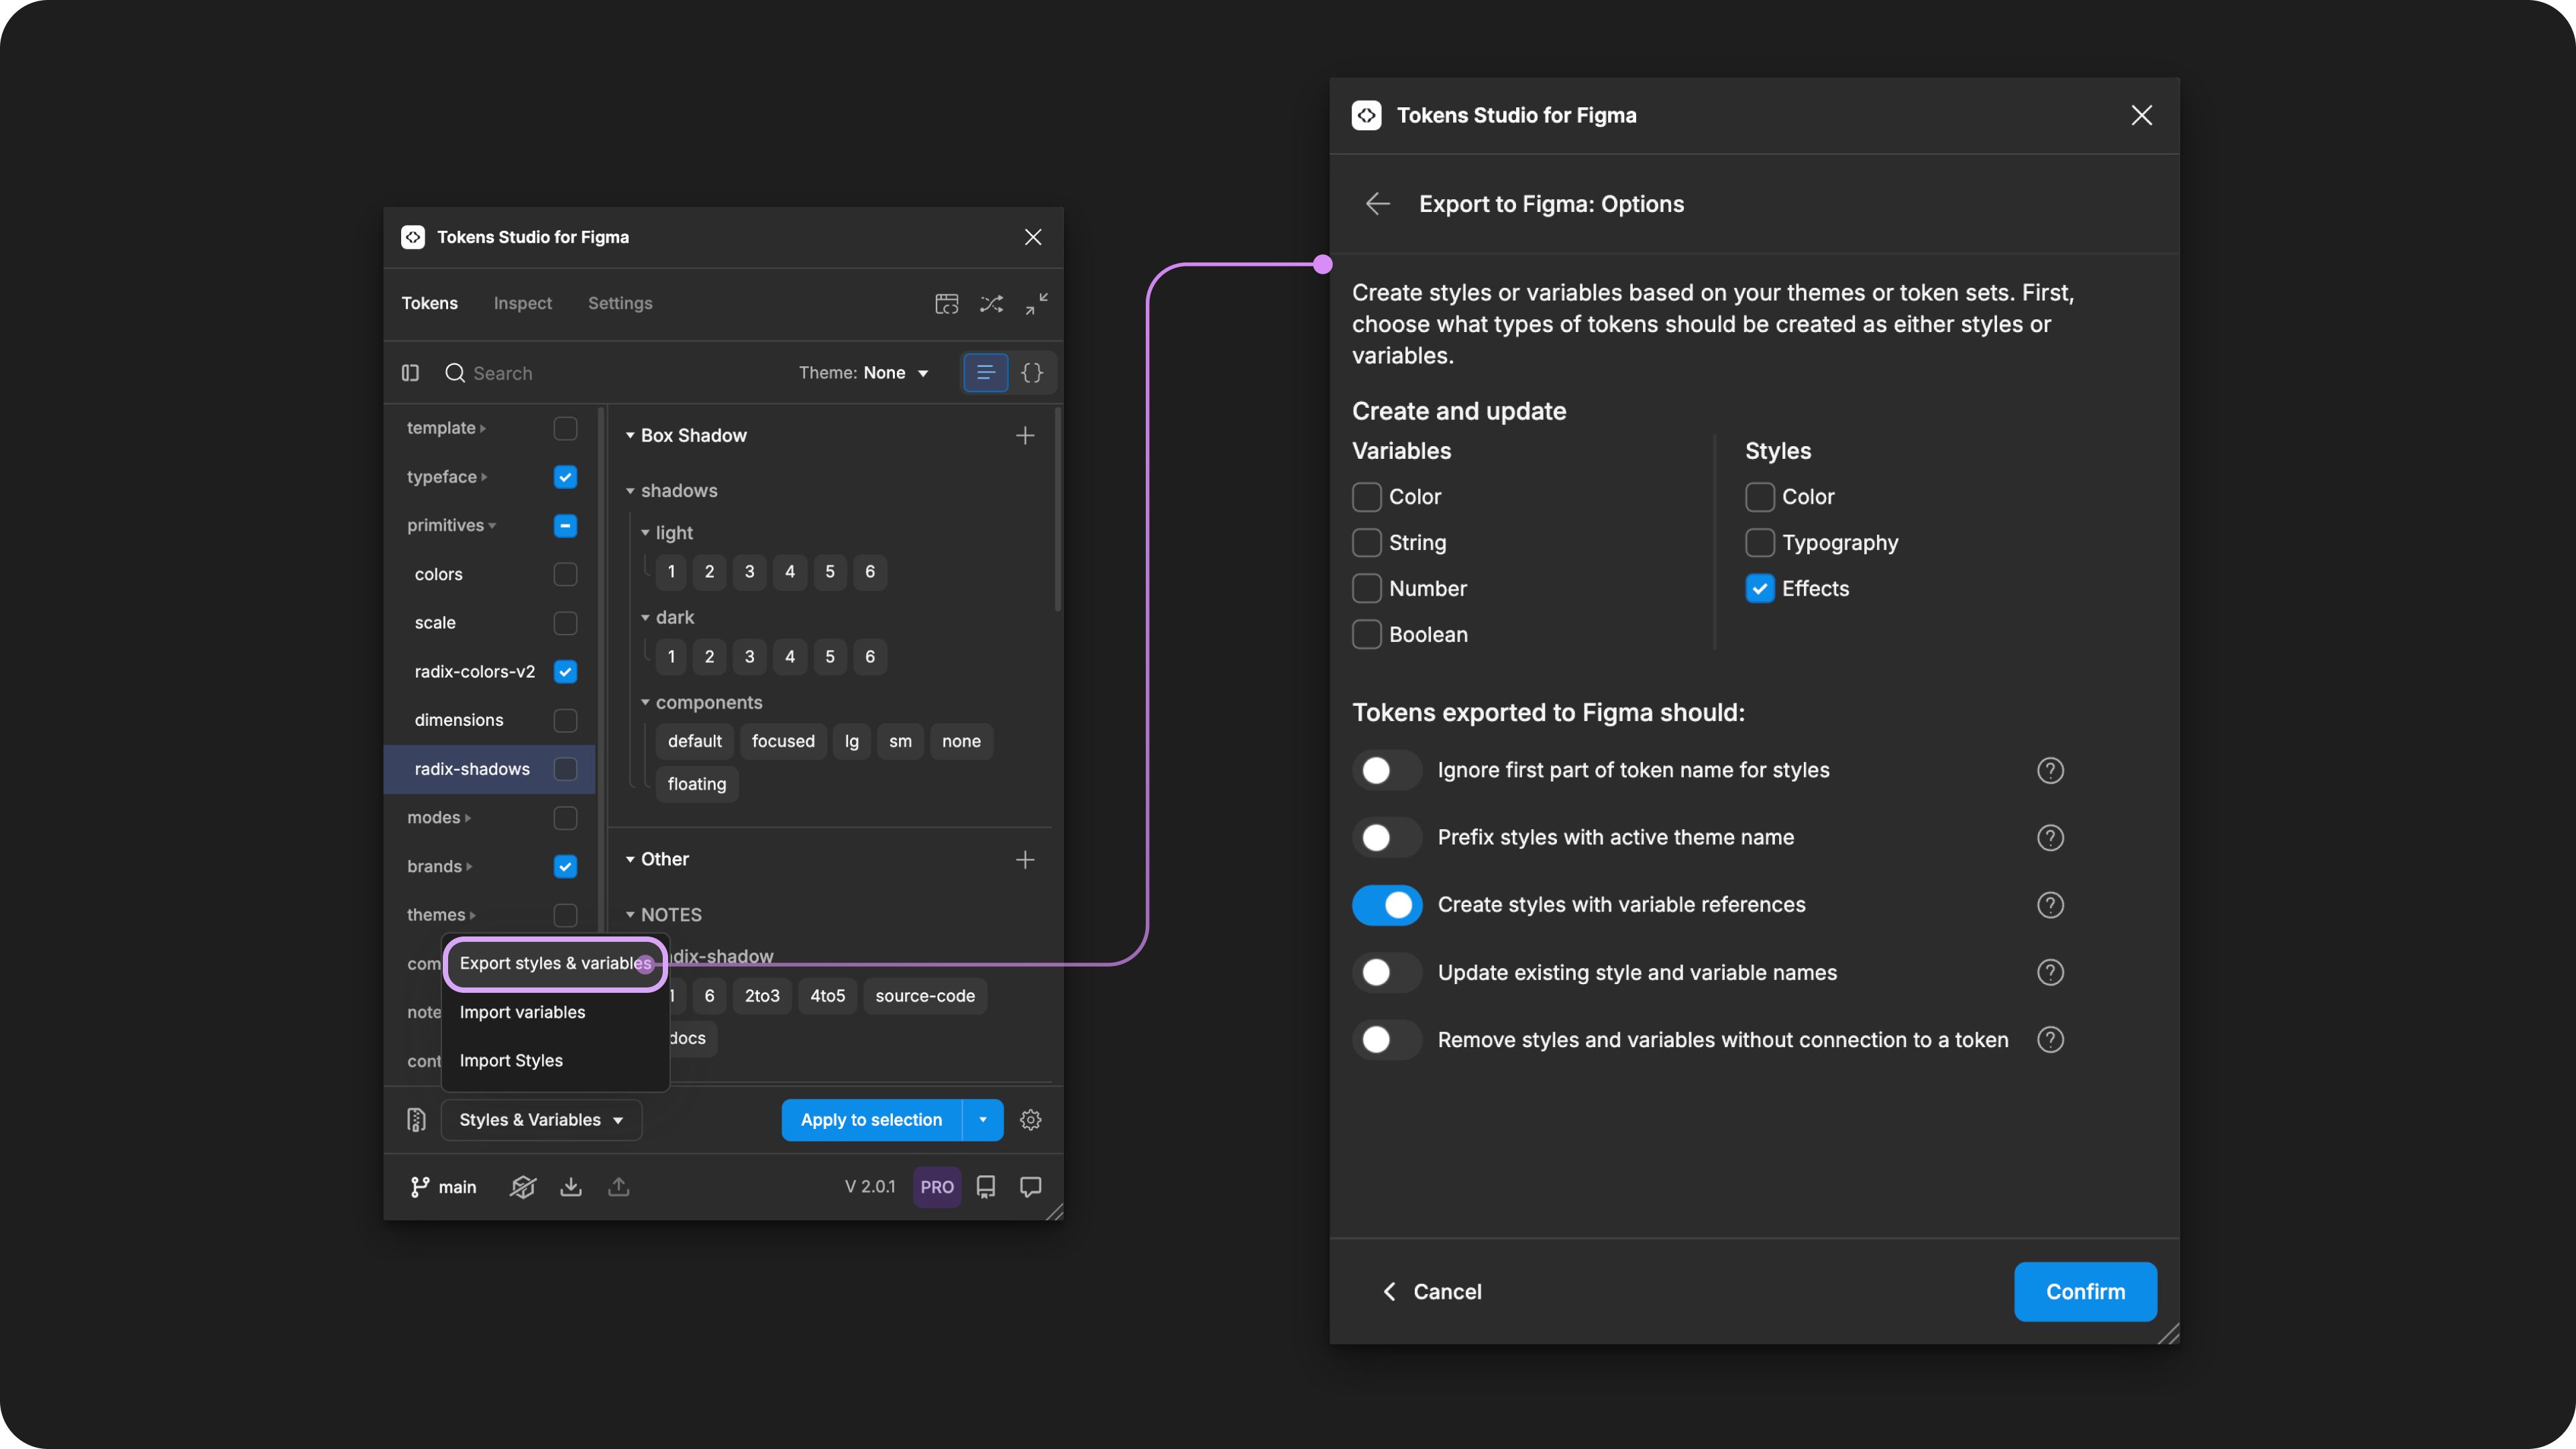 Tokens Studio for Figma
Tokens Inspect Settings
Search
Theme: None
template
typeface
primitives
colors
scale
radix-colors-v2
dimensions
radix-shadows
modes
brands
themes
com
note
cont
Box Shadow
shadows
light
1 2 3 4 5 6
dark
1 2 3 4 5 6
components
default focused lg sm none
floating
Other
NOTES
dix-shadow
1 6 2to3 4to5 source-code
docs
Export styles & variables
Import variables
Import Styles
Styles & Variables
Apply to selection
main
V 2.0.1
PRO
Tokens Studio for Figma
Export to Figma: Options
Create styles or variables based on your themes or token sets. First,
choose what types of tokens should be created as either styles or
variables.
Create and update
Variables
Color
String
Number
Boolean
Styles
Color
Typography
Effects
Tokens exported to Figma should:
Ignore first part of token name for styles ?
Prefix styles with active theme name ?
Create styles with variable references ?
Update existing style and variable names ?
Remove styles and variables without connection to a token ?
Cancel
Confirm